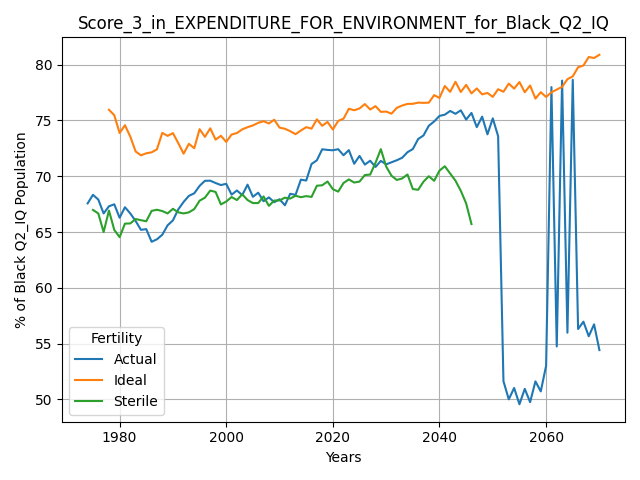 Score_3_in_EXPENDITURE_FOR_ENVIRONMENT_for_Black_Q2_IQ
% of Black Q2_IQ Population
80
75
70
65
60
55
50
Fertility
Actual
Ideal
Sterile
1980 2000 2020 2040 2060
Years